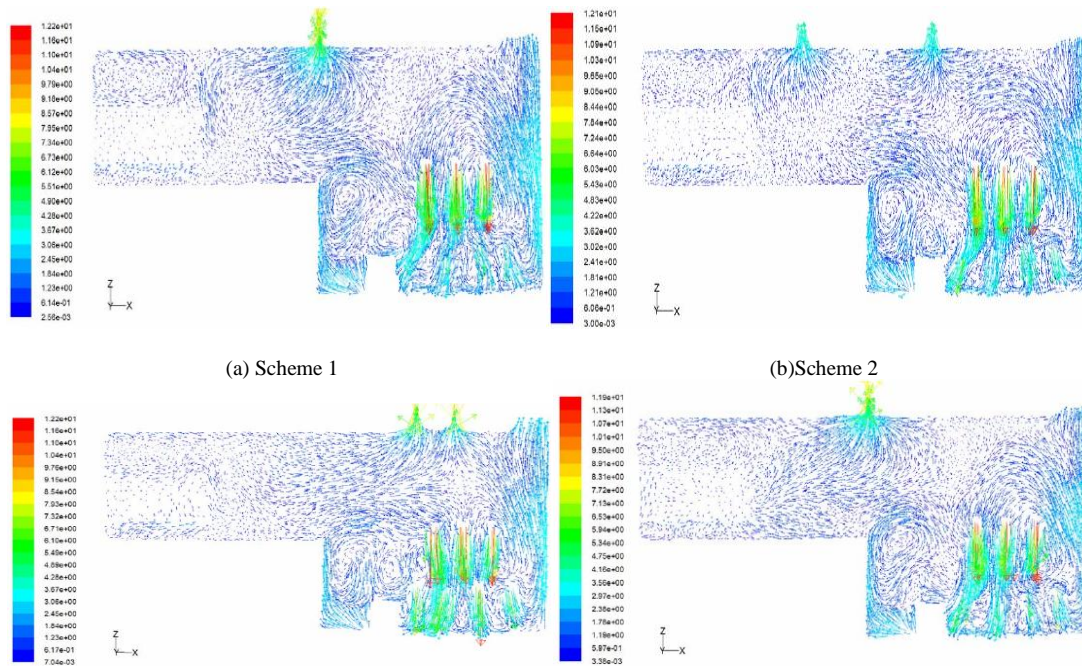 1.22e+01
1.16e+01
1.10e+01
1.04e+01
9.79e+00
9.18e+00
8.57e+00
7.95e+00
7.34e+00
6.73e+00
6.12e+00
5.51e+00
4.90e+00
4.28e+00
3.67e+00
3.06e+00
2.45e+00
1.84e+00
1.23e+00
6.14e-01
2.56e-03
Z
Y X
1.21e+01
1.15e+01
1.09e+01
1.03e+01
9.65e+00
9.05e+00
8.44e+00
7.84e+00
7.24e+00
6.64e+00
6.03e+00
5.43e+00
4.83e+00
4.22e+00
3.62e+00
3.02e+00
2.41e+00
1.81e+00
1.21e+00
6.06e-01
3.00e-03
Z
Y X
(a) Scheme 1
(b)Scheme 2
1.22e+01
1.16e+01
1.10e+01
1.04e+01
9.76e+00
9.15e+00
8.54e+00
7.93e+00
7.32e+00
6.71e+00
6.10e+00
5.49e+00
4.89e+00
4.28e+00
3.67e+00
3.06e+00
2.45e+00
1.84e+00
1.23e+00
6.17e-01
7.04e-03
Z
Y X
1.19e+01
1.13e+01
1.07e+01
1.01e+01
9.50e+00
8.91e+00
8.31e+00
7.72e+00
7.13e+00
6.53e+00
5.94e+00
5.34e+00
4.75e+00
4.16e+00
3.56e+00
2.97e+00
2.38e+00
1.78e+00
1.19e+00
5.97e-01
3.38e-03
Z
Y X